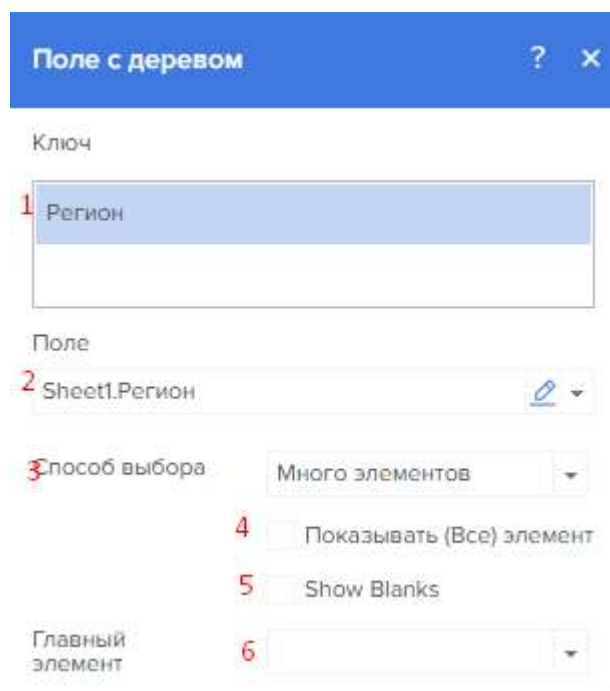 Поле с деревом ? ×
Ключ
1 Регион
Поле
2 Sheet1.Регион
3 Способ выбора Много элементов
4 Показывать (Все) элемент
5 Show Blanks
Главный
элемент 6